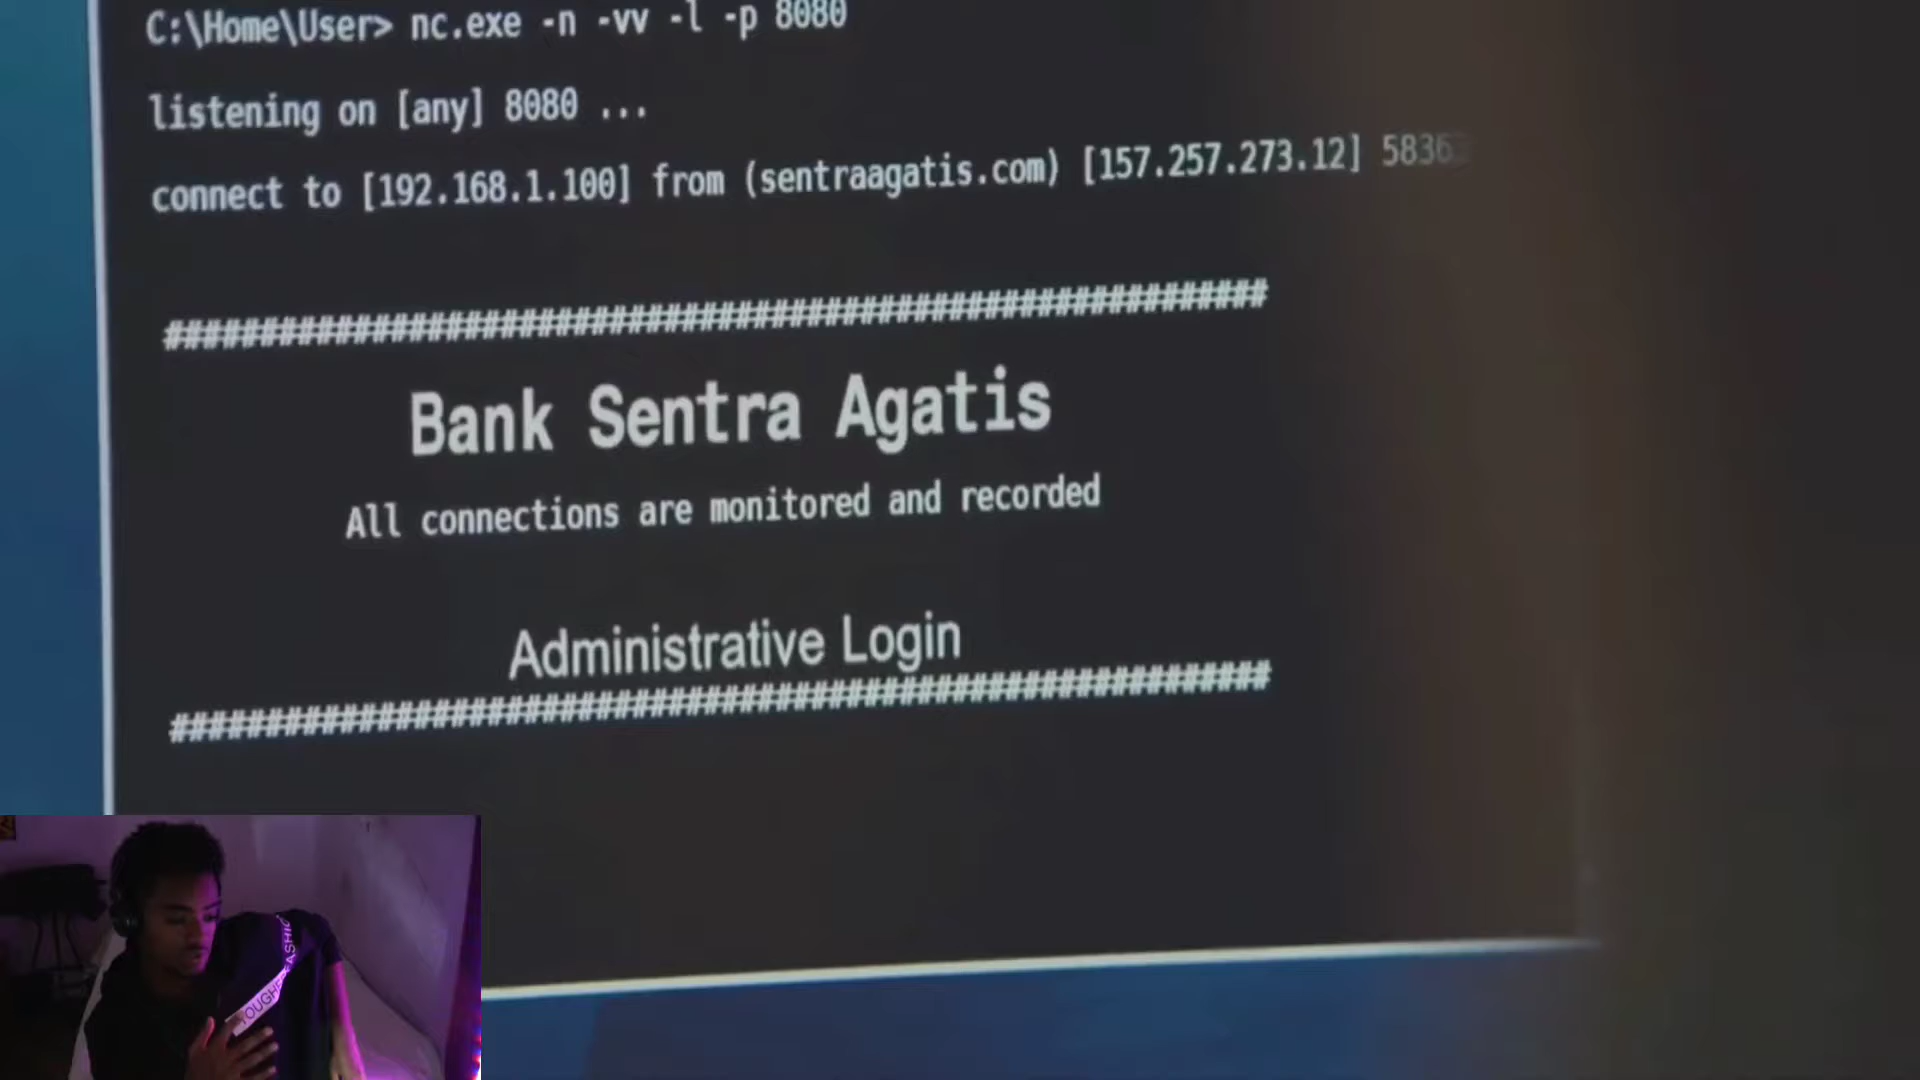 C:\Home\User> nc.exe -n -vv -l -p 8080
listening on [any] 8080 ...
connect to [192.168.1.100] from (sentraagatis.com) [157.257.273.12] 5836
##########################################################
Bank Sentra Agatis
All connections are monitored and recorded
Administrative Login
##########################################################